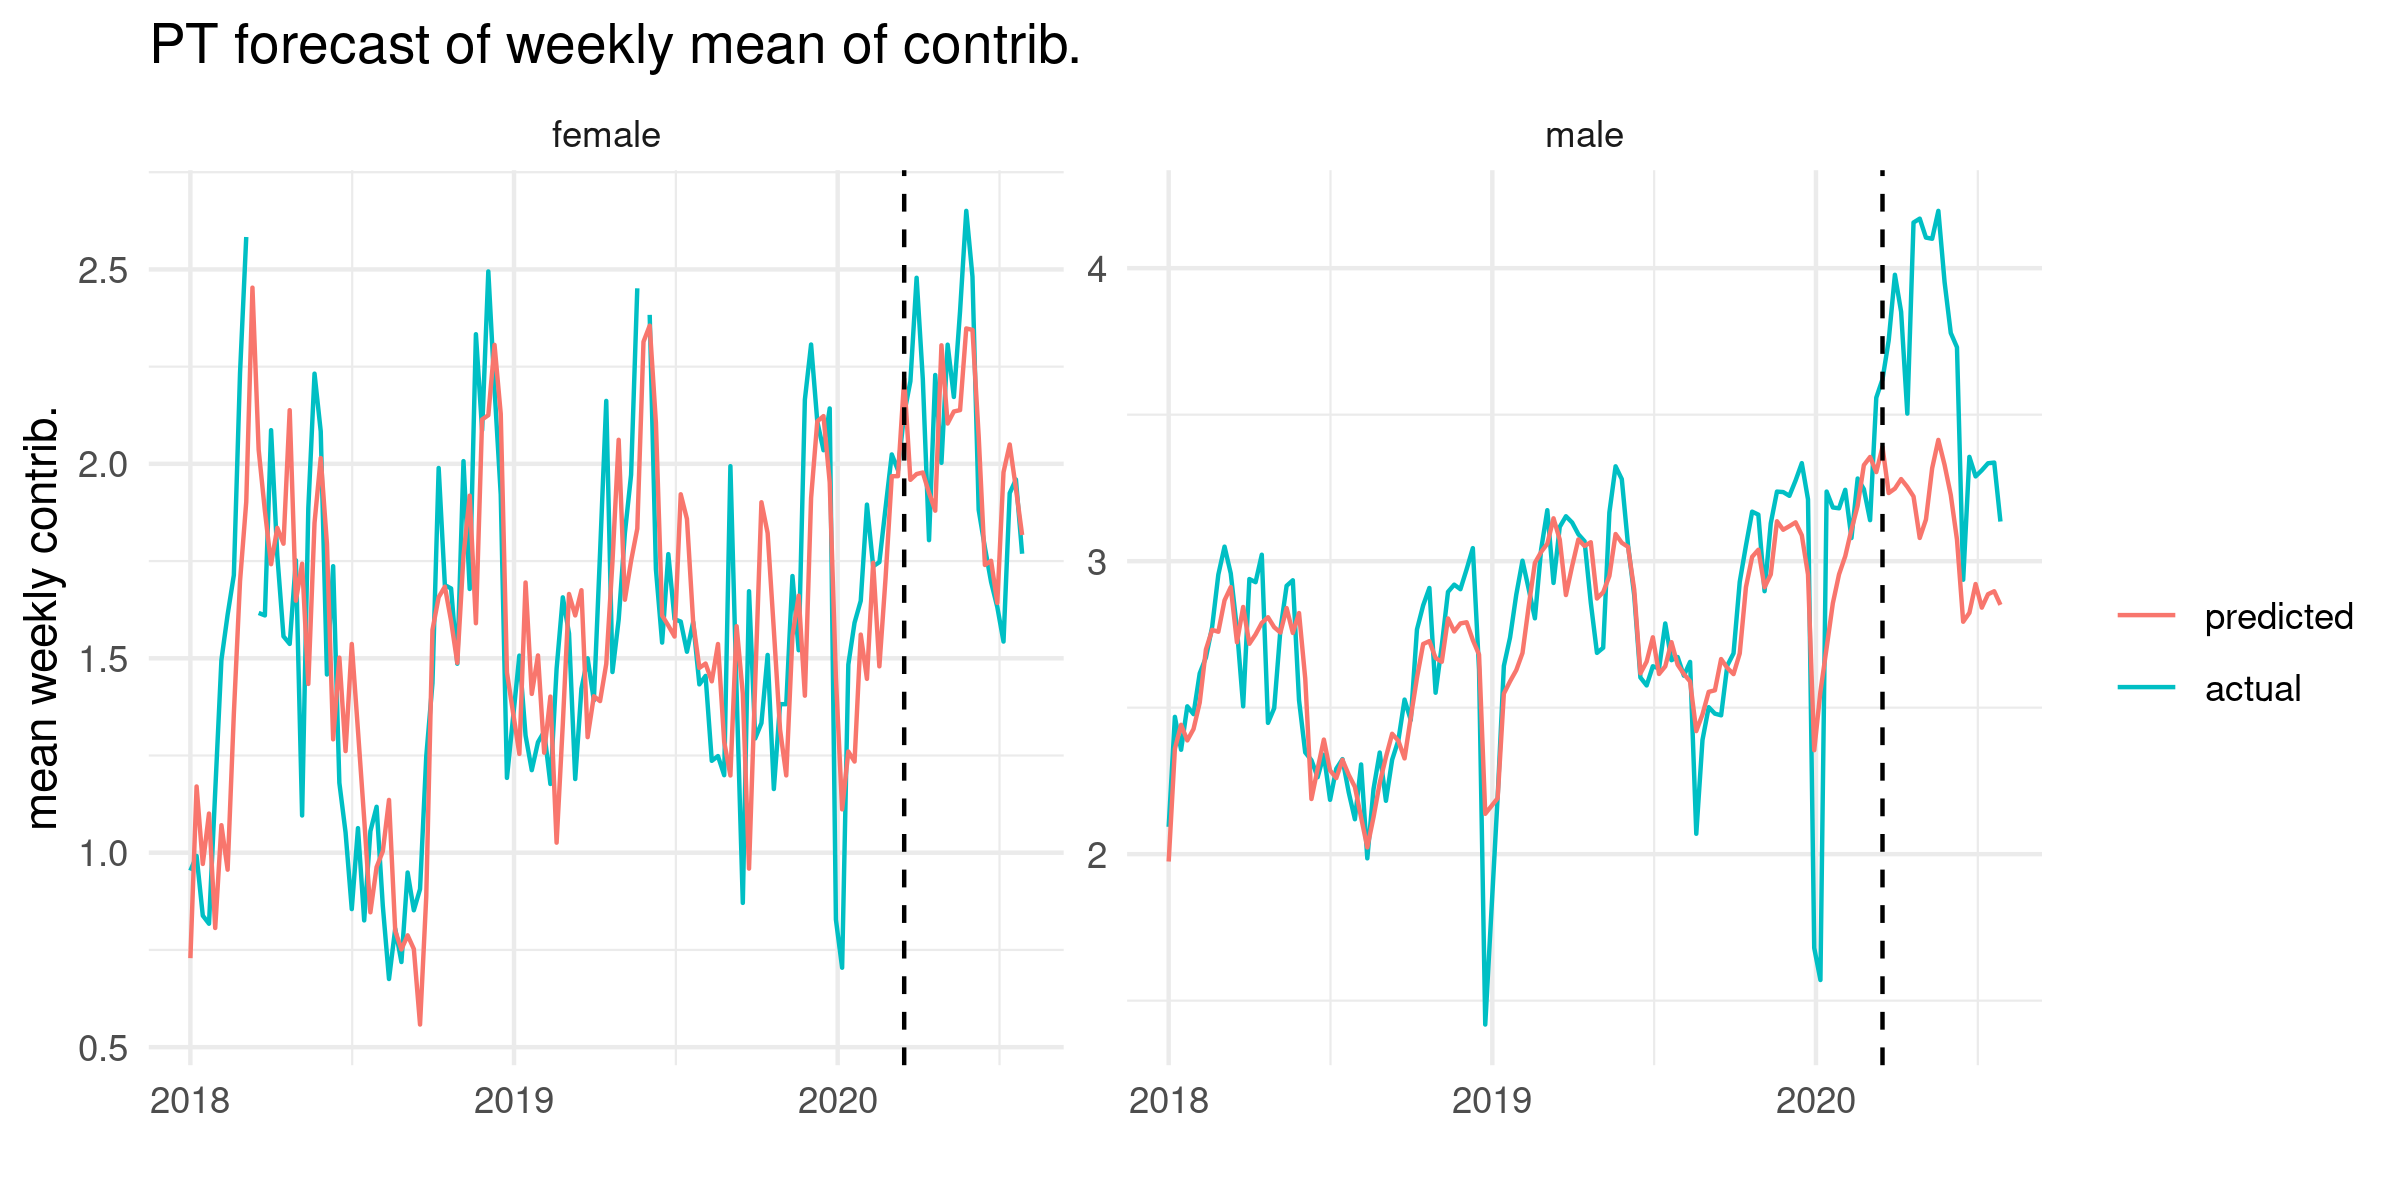 PT forecast of weekly mean of contrib.
female
male
mean weekly contrib.
2.5
2.0
1.5
1.0
0.5
4
3
2
2018
2019
2020
2018
2019
2020
predicted
actual